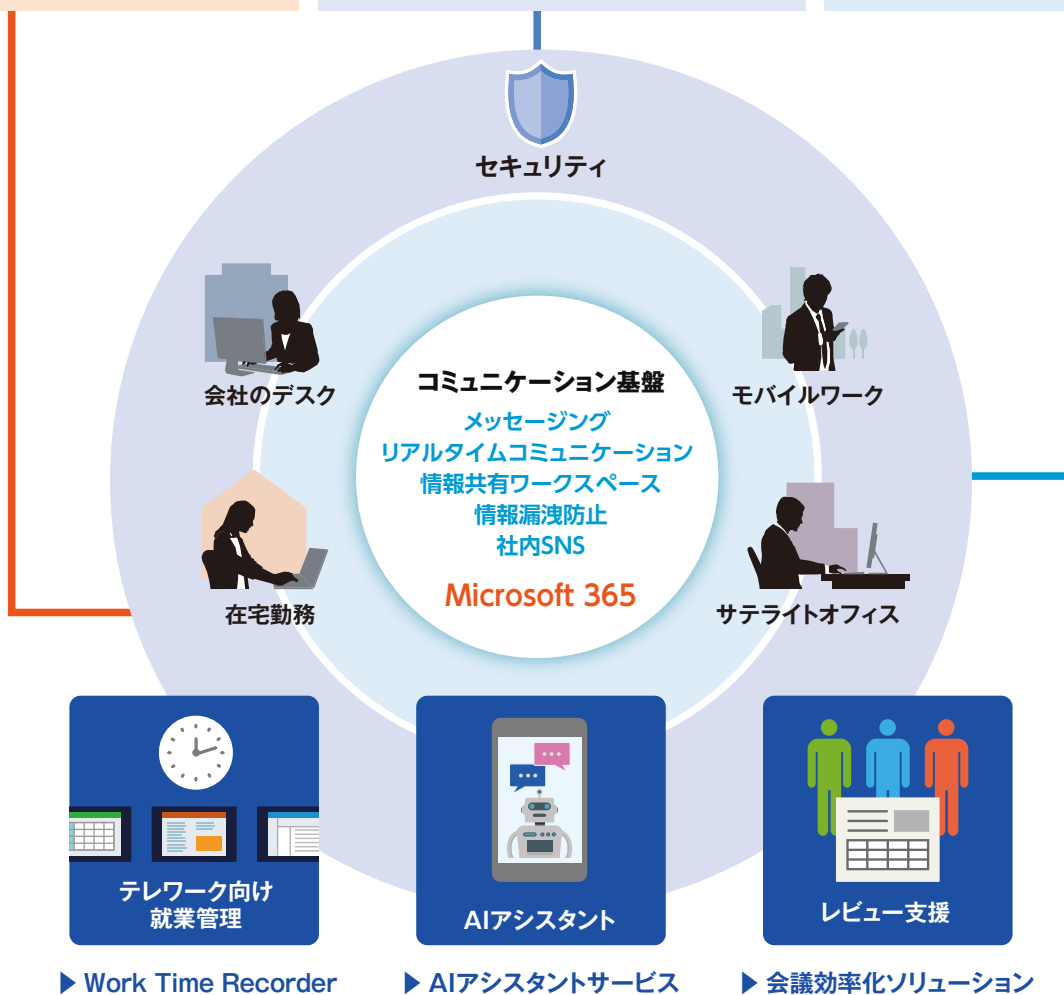 セキュリティ
会社のデスク
モバイルワーク
コミュニケーション基盤
メッセージング
リアルタイムコミュニケーション
情報共有ワークスペース
情報漏洩防止
社内SNS
Microsoft 365
在宅勤務
サテライトオフィス
テレワーク向け
就業管理
AIアシスタント
レビュー支援
▶ Work Time Recorder
▶ AIアシスタントサービス
▶ 会議効率化ソリューション